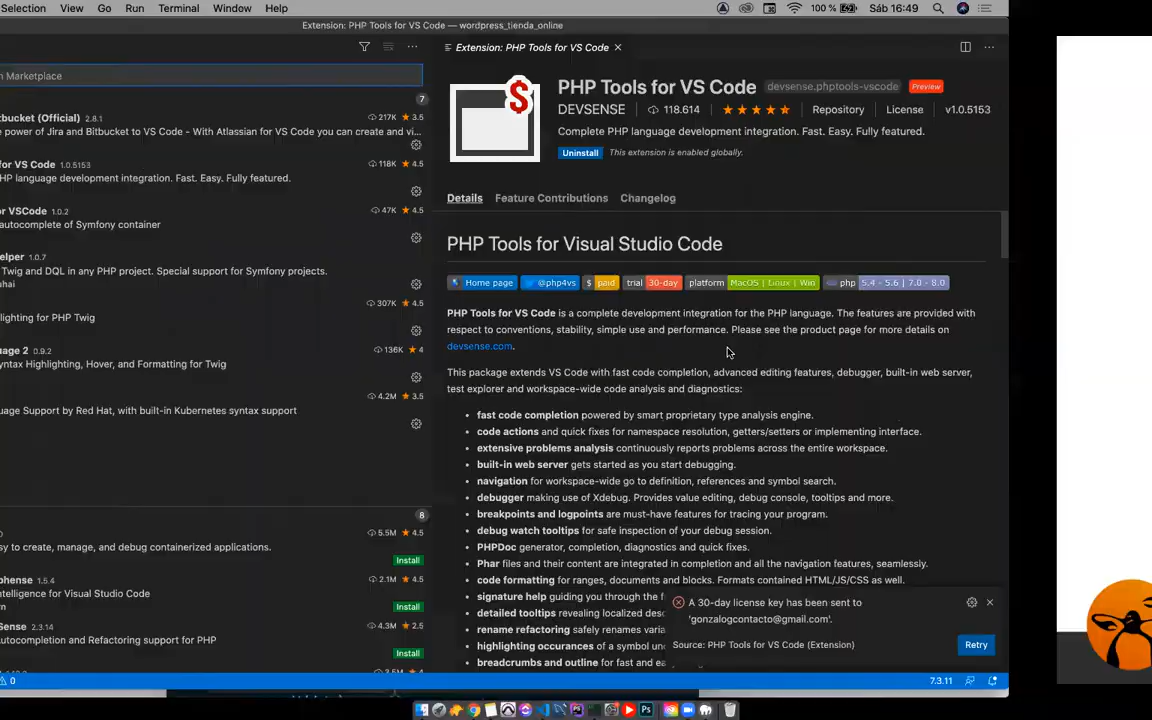 Selection View Go Run Terminal Window Help 100 % Sáb 16:49
Extension: PHP Tools for VS Code — wordpress_tienda_online
Extension: PHP Tools for VS Code
n Marketplace
7
tbucket (Official) 2.8.1 217K 3.5
e power of Jira and Bitbucket to VS Code - With Atlassian for VS Code you can create and vi...
for VS Code 1.0.5153 118K 4.5
HP language development integration. Fast. Easy. Fully featured.
or VSCode 1.0.2 47K 4.5
autocomplete of Symfony container
elper 1.0.7
Twig and DQL in any PHP project. Special support for Symfony projects.
ahai
307K 4.5
lighting for PHP Twig
uage 2 0.9.2 136K 4
yntax Highlighting, Hover, and Formatting for Twig
4.2M 3.5
uage Support by Red Hat, with built-in Kubernetes syntax support
8
5.5M 4.5
sy to create, manage, and debug containerized applications.
Install
phense 1.5.4 2.1M 4.5
ntelligence for Visual Studio Code
Install
Sense 2.3.14 4.3M 2.5
Autocompletion and Refactoring support for PHP
Install
PHP Tools for VS Code devsense.phptools-vscode Preview
DEVSENSE 118.614 Repository License v1.0.5153
Complete PHP language development integration. Fast. Easy. Fully featured.
Uninstall This extension is enabled globally.
Details Feature Contributions Changelog
PHP Tools for Visual Studio Code
Home page @php4vs $ paid trial 30-day platform MacOS | Linux | Win php 5.4 - 5.6 | 7.0 - 8.0
PHP Tools for VS Code is a complete development integration for the PHP language. The features are provided with
respect to conventions, stability, simple use and performance. Please see the product page for more details on
devsense.com.
This package extends VS Code with fast code completion, advanced editing features, debugger, built-in web server,
test explorer and workspace-wide code analysis and diagnostics:
• fast code completion powered by smart proprietary type analysis engine.
• code actions and quick fixes for namespace resolution, getters/setters or implementing interface.
• extensive problems analysis continuously reports problems across the entire workspace.
• built-in web server gets started as you start debugging.
• navigation for workspace-wide go to definition, references and symbol search.
• debugger making use of Xdebug. Provides value editing, debug console, tooltips and more.
• breakpoints and logpoints are must-have features for tracing your program.
• debug watch tooltips for safe inspection of your debug session.
• PHPDoc generator, completion, diagnostics and quick fixes.
• Phar files and their content are integrated in completion and all the navigation features, seamlessly.
• code formatting for ranges, documents and blocks. Formats contained HTML/JS/CSS as well.
• signature help guiding you through the f
• detailed tooltips revealing localized des
• rename refactoring safely renames varia
• highlighting occurances of a symbol un
• breadcrumbs and outline for fast and ea
A 30-day license key has been sent to
'gonzalogcontacto@gmail.com'.
Source: PHP Tools for VS Code (Extension) Retry
0 7.3.11